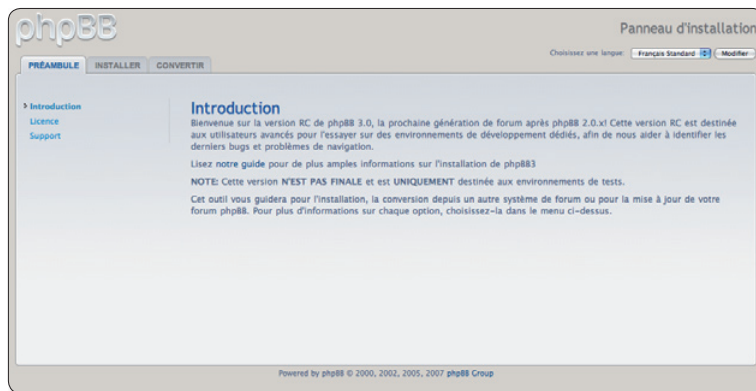 phpBB
Panneau d'installation
Choisissez une langue: Français Standard Modifier
PRÉAMBULE INSTALLER CONVERTIR
Introduction
Licence
Support
Introduction
Bienvenue sur la version RC de phpBB 3.0, la prochaine génération de forum après phpBB 2.0.x! Cette version RC est destinée
aux utilisateurs avancés pour l'essayer sur des environnements de développement dédiés, afin de nous aider à identifier les
derniers bugs et problèmes de navigation.
Lisez notre guide pour de plus amples informations sur l'installation de phpBB3
NOTE: Cette version N'EST PAS FINALE et est UNIQUEMENT destinée aux environnements de tests.
Cet outil vous guidera pour l'installation, la conversion depuis un autre système de forum ou pour la mise à jour de votre
forum phpBB. Pour plus d'informations sur chaque option, choisissez-la dans le menu ci-dessus.
Powered by phpBB © 2000, 2002, 2005, 2007 phpBB Group